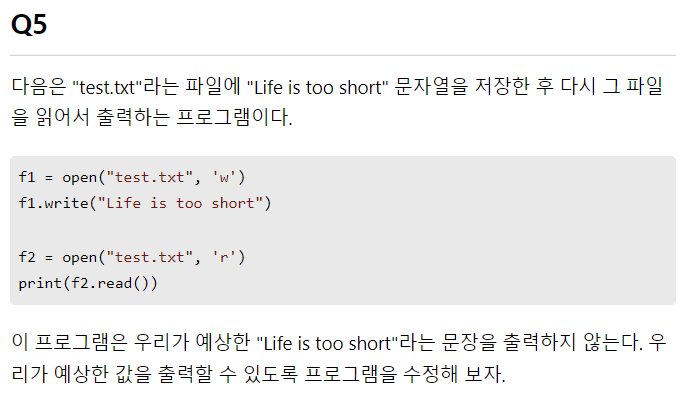 Q5
다음은 "test.txt"라는 파일에 "Life is too short" 문자열을 저장한 후 다시 그 파일
을 읽어서 출력하는 프로그램이다.
f1 = open("test.txt", 'w')
f1.write("Life is too short")
f2 = open("test.txt", 'r')
print(f2.read())
이 프로그램은 우리가 예상한 "Life is too short"라는 문장을 출력하지 않는다. 우
리가 예상한 값을 출력할 수 있도록 프로그램을 수정해 보자.